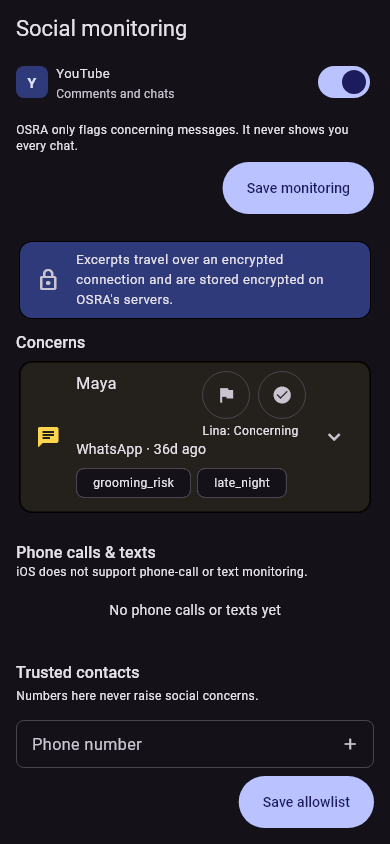 Social monitoring
Y
YouTube
Comments and chats
OSRA only flags concerning messages. It never shows you
every chat.
Save monitoring
Excerpts travel over an encrypted
connection and are stored encrypted on
OSRA's servers.
Concerns
Maya
Lina: Concerning
WhatsApp · 36d ago
grooming_risk
late_night
Phone calls & texts
iOS does not support phone-call or text monitoring.
No phone calls or texts yet
Trusted contacts
Numbers here never raise social concerns.
Phone number
+
Save allowlist